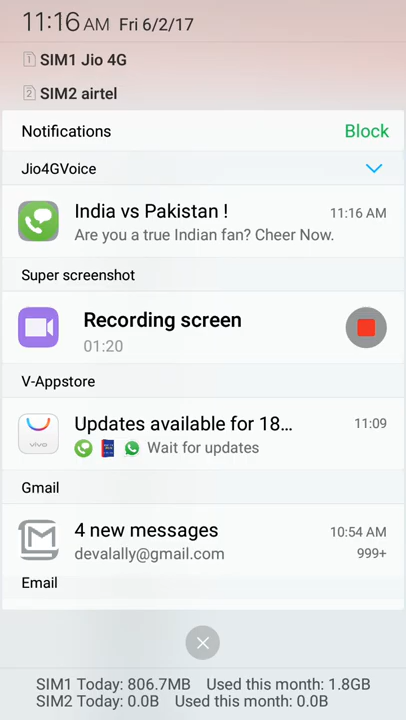 11:16 AM Fri 6/2/17
1 SIM1 Jio 4G
2 SIM2 airtel
Notifications Block
Jio4GVoice
India vs Pakistan ! 11:16 AM
Are you a true Indian fan? Cheer Now.
Super screenshot
Recording screen
01:20
V-Appstore
Updates available for 18... 11:09
vivo Wait for updates
Gmail
4 new messages 10:54 AM
devalally@gmail.com 999+
Email
SIM1 Today: 806.7MB Used this month: 1.8GB
SIM2 Today: 0.0B Used this month: 0.0B